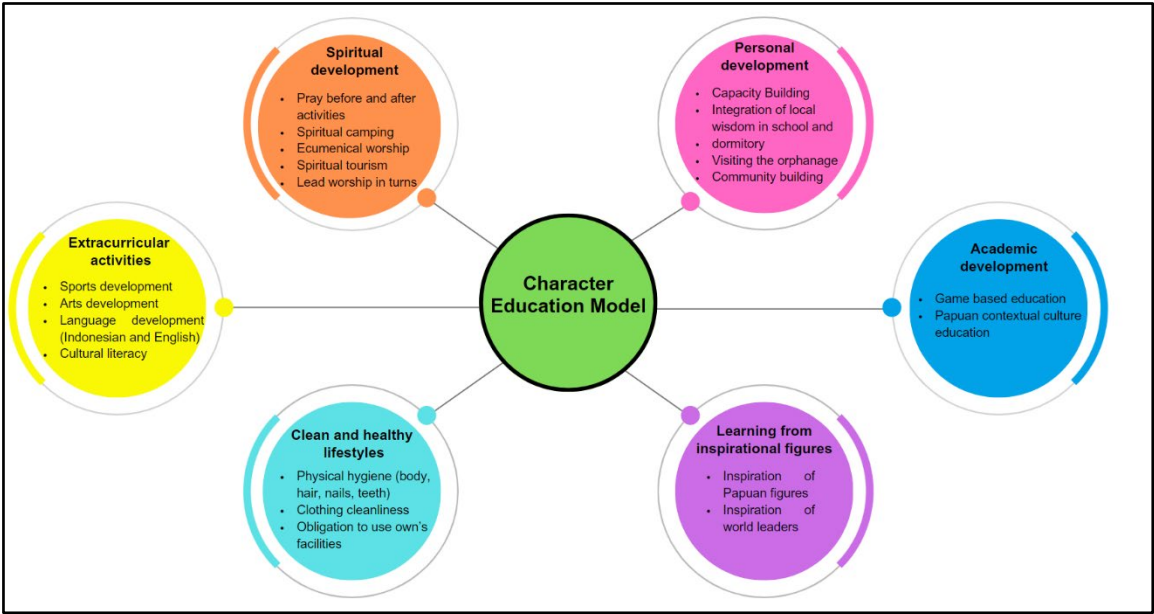 Spiritual
development
• Pray before and after
activities
• Spiritual camping
• Ecumenical worship
• Spiritual tourism
• Lead worship in turns
Personal
development
• Capacity Building
• Integration of local
wisdom in school and
• dormitory
• Visiting the orphanage
• Community building
Extracurricular
activities
• Sports development
• Arts development
• Language development
(Indonesian and English)
• Cultural literacy
Character
Education Model
Academic
development
• Game based education
• Papuan contextual culture
education
Clean and healthy
lifestyles
• Physical hygiene (body,
hair, nails, teeth)
• Clothing cleanliness
• Obligation to use own's
facilities
Learning from
inspirational figures
• Inspiration of
Papuan figures
• Inspiration of
world leaders